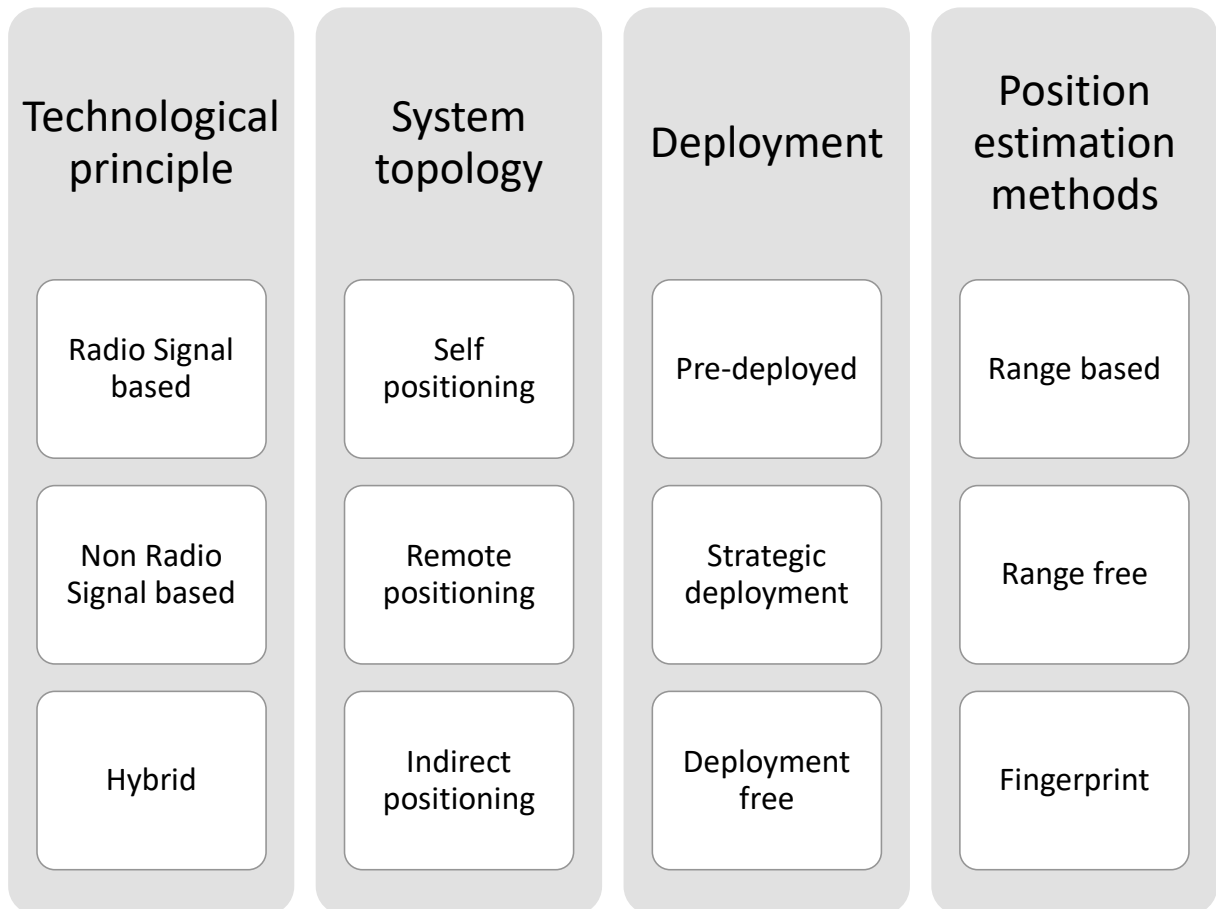 Technological
principle
Radio Signal
based
Non Radio
Signal based
Hybrid
System
topology
Self
positioning
Remote
positioning
Indirect
positioning
Deployment
Pre-deployed
Strategic
deployment
Deployment
free
Position
estimation
methods
Range based
Range free
Fingerprint